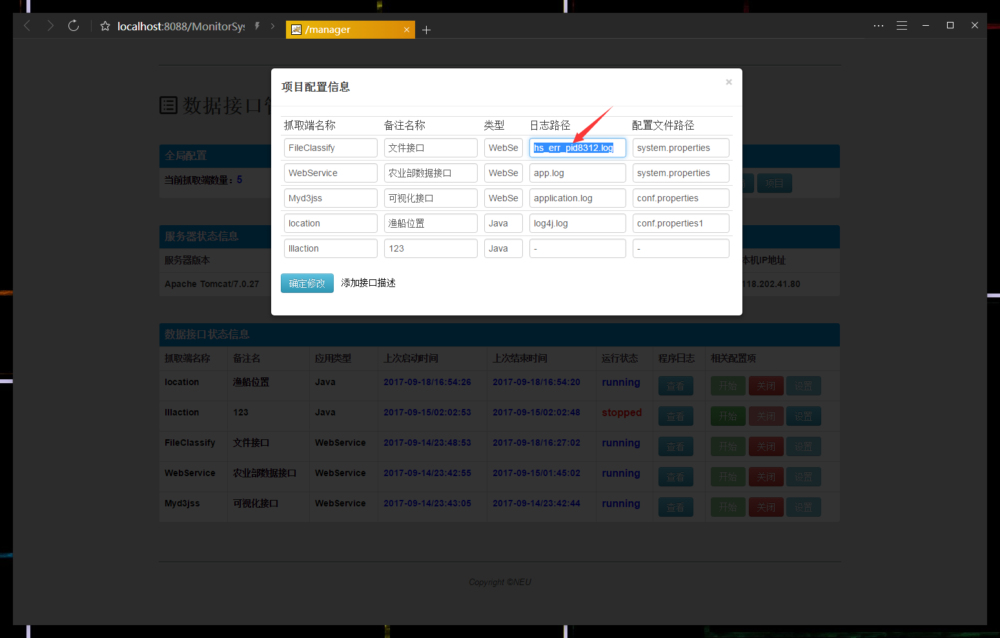 localhost:8088/MonitorSys
/manager
数据接口管
项目配置信息
抓取端名称 备注名称 类型 日志路径 配置文件路径
FileClassify 文件接口 WebSe hs_err_pid8312.log system.properties
WebService 农业部数据接口 WebSe app.log system.properties
Myd3jss 可视化接口 WebSe application.log conf.properties
location 渔船位置 Java log4j.log conf.properties1
lllaction 123 Java - -
确定修改 添加接口描述
全局配置
当前抓取端数量：5
项目
服务器状态信息
服务器版本 本机IP地址
Apache Tomcat/7.0.27 118.202.41.80
数据接口状态信息
抓取端名称 备注名 应用类型 上次启动时间 上次结束时间 运行状态 程序日志 相关配置项
location 渔船位置 Java 2017-09-18/16:54:26 2017-09-18/16:54:20 running 查看 开始 关闭 设置
lllaction 123 Java 2017-09-15/02:02:53 2017-09-15/02:02:48 stopped 查看 开始 关闭 设置
FileClassify 文件接口 WebService 2017-09-14/23:48:53 2017-09-18/16:27:02 running 查看 开始 关闭 设置
WebService 农业部数据接口 WebService 2017-09-14/23:42:55 2017-09-15/01:45:02 running 查看 开始 关闭 设置
Myd3jss 可视化接口 WebService 2017-09-14/23:43:05 2017-09-14/23:42:44 running 查看 开始 关闭 设置
Copyright ©NEU